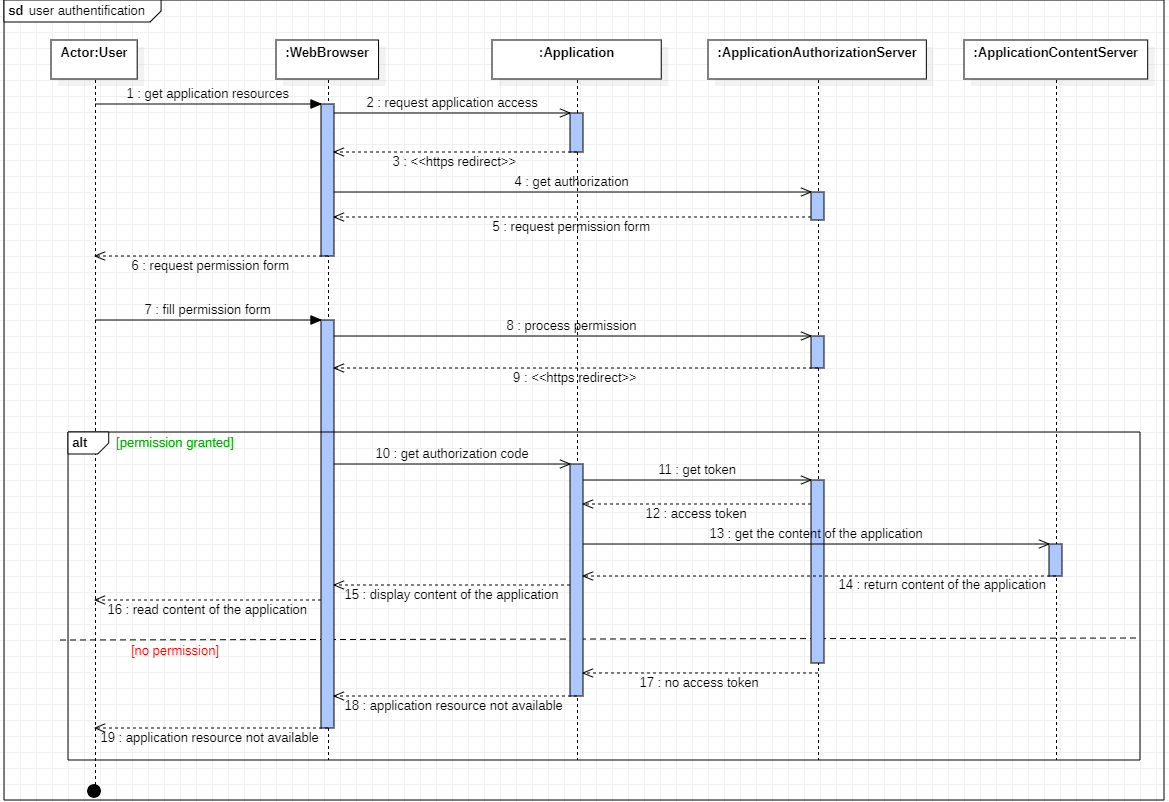 sd user authentification
Actor:User
:WebBrowser
:Application
:ApplicationAuthorizationServer
:ApplicationContentServer
1 : get application resources
2 : request application access
3 : <<https redirect>>
4 : get authorization
5 : request permission form
6 : request permission form
7 : fill permission form
8 : process permission
9 : <<https redirect>>
alt [permission granted]
10 : get authorization code
11 : get token
12 : access token
13 : get the content of the application
14 : return content of the application
15 : display content of the application
16 : read content of the application
[no permission]
17 : no access token
18 : application resource not available
19 : application resource not available